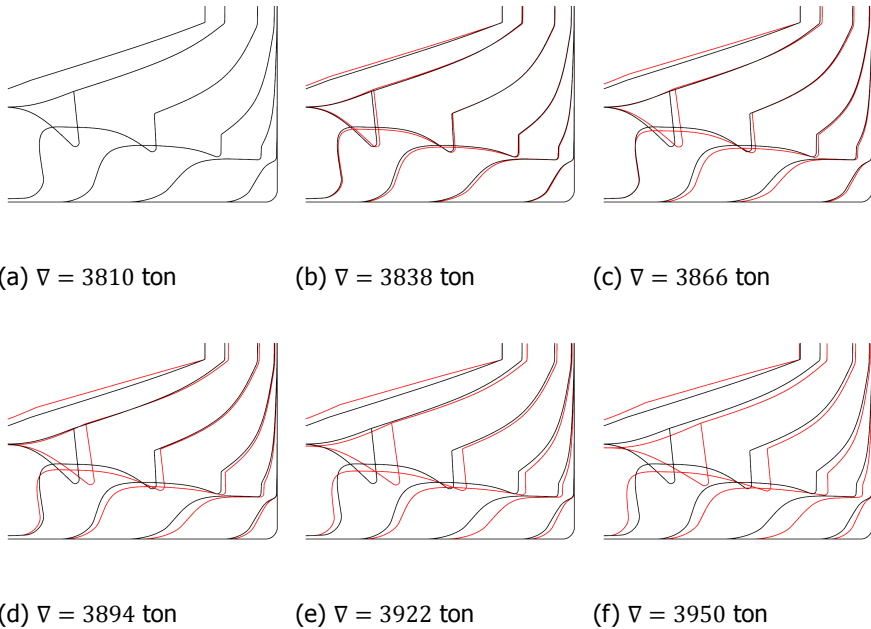 (a) ∇ = 3810 ton
(b) ∇ = 3838 ton
(c) ∇ = 3866 ton
(d) ∇ = 3894 ton
(e) ∇ = 3922 ton
(f) ∇ = 3950 ton